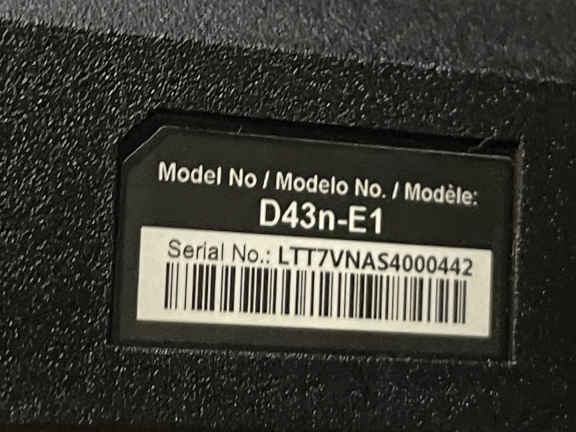 Model No / Modelo No. / Modèle:
D43n-E1
Serial No.: LTT7VNAS4000442